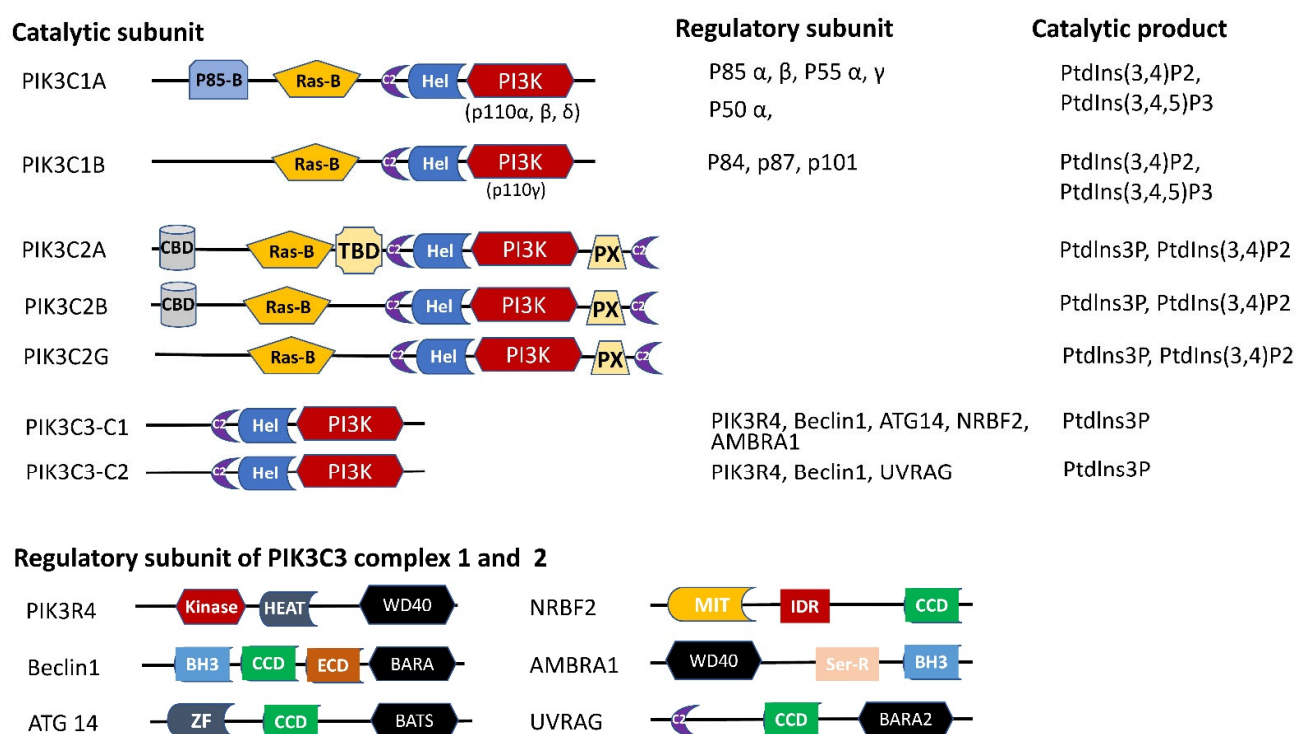 Catalytic subunit Regulatory subunit Catalytic product
PIK3C1A P85-B Ras-B C2 Hel PI3K P85 α, β, P55 α, γ PtdIns(3,4)P2,
(p110α, β, δ) P50 α, PtdIns(3,4,5)P3
PIK3C1B Ras-B C2 Hel PI3K P84, p87, p101 PtdIns(3,4)P2,
(p110γ) PtdIns(3,4,5)P3
PIK3C2A CBD Ras-B TBD C2 Hel PI3K PX C2 PtdIns3P, PtdIns(3,4)P2
PIK3C2B CBD Ras-B C2 Hel PI3K PX C2 PtdIns3P, PtdIns(3,4)P2
PIK3C2G Ras-B C2 Hel PI3K PX C2 PtdIns3P, PtdIns(3,4)P2
PIK3C3-C1 C2 Hel PI3K PIK3R4, Beclin1, ATG14, NRBF2, PtdIns3P
AMBRA1
PIK3C3-C2 C2 Hel PI3K PIK3R4, Beclin1, UVRAG PtdIns3P
Regulatory subunit of PIK3C3 complex 1 and 2
PIK3R4 Kinase HEAT WD40 NRBF2 MIT IDR CCD
Beclin1 BH3 CCD ECD BARA AMBRA1 WD40 Ser-R BH3
ATG 14 ZF CCD BATS UVRAG C2 CCD BARA2